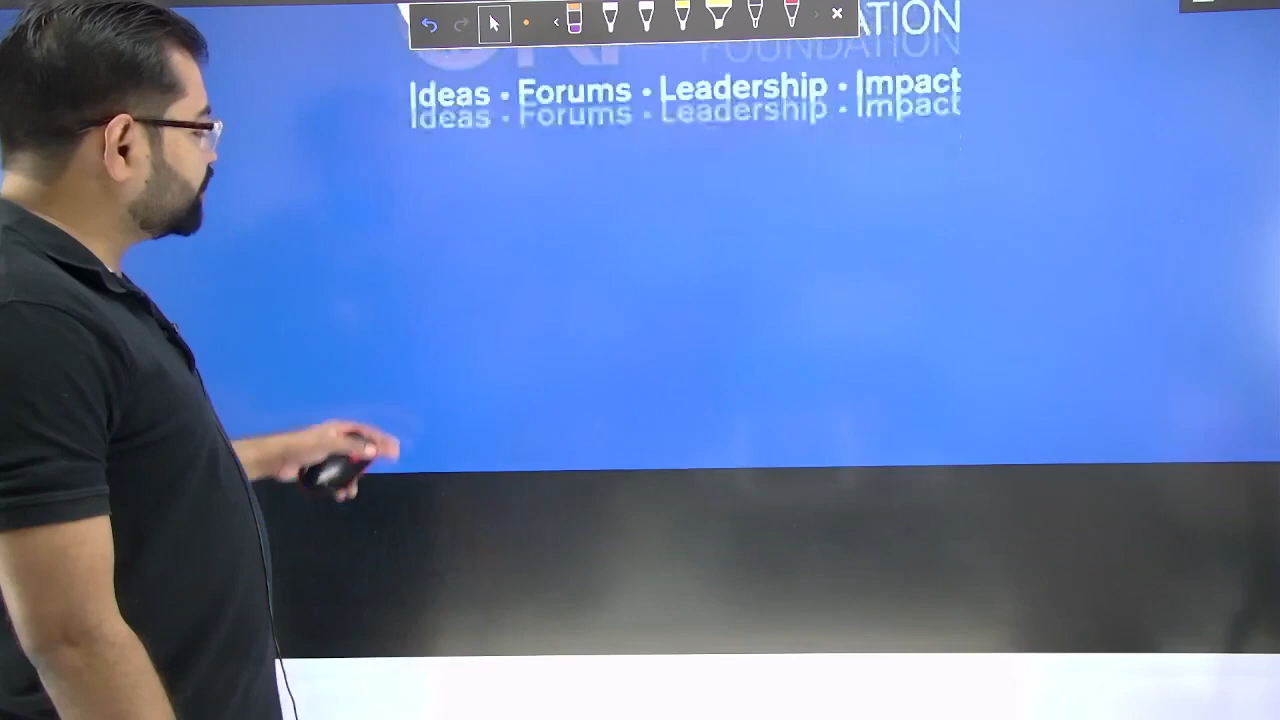 ATION
FOUNDATION
Ideas • Forums • Leadership • Impact
Ideas • Forums • Leadership • Impact